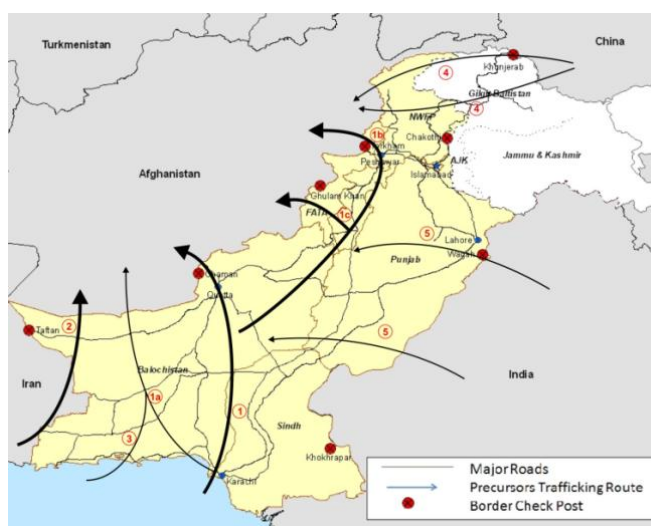 Turkmenistan
China
Khunjerab
4
Gilgit Baltistan
4
NWFP
1b
Chakothi
Torkham
Peshawar
AJK
Islamabad
Jammu & Kashmir
Afghanistan
Ghulam Khan
FATA
1c
5
Lahore
Wagah
Punjab
Chaman
Quetta
2
Taftan
5
Iran
Balochistan
India
1a
1
Sindh
3
Khokhrapar
Karachi
Major Roads
Precursors Trafficking Route
Border Check Post